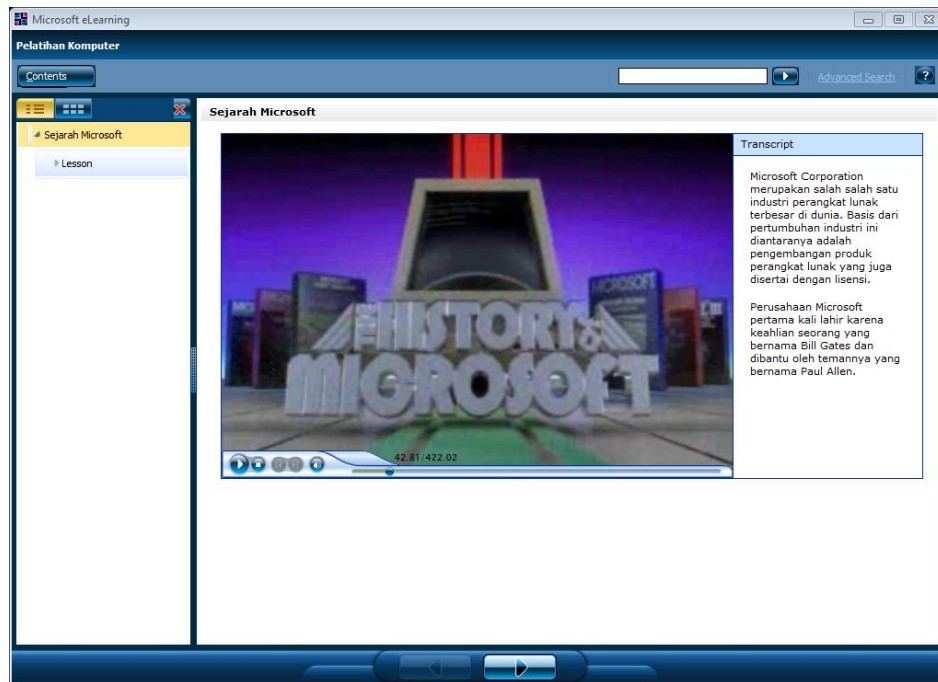 Microsoft eLearning
Pelatihan Komputer
Contents
Advanced Search
?
Sejarah Microsoft
Lesson
Sejarah Microsoft
THE HISTORY OF
MICROSOFT
MICROSOFT
42.81/422.02
Transcript
Microsoft Corporation
merupakan salah salah satu
industri perangkat lunak
terbesar di dunia. Basis dari
pertumbuhan industri ini
diantaranya adalah
pengembangan produk
perangkat lunak yang juga
disertai dengan lisensi.
Perusahaan Microsoft
pertama kali lahir karena
keahlian seorang yang
bernama Bill Gates dan
dibantu oleh temannya yang
bernama Paul Allen.